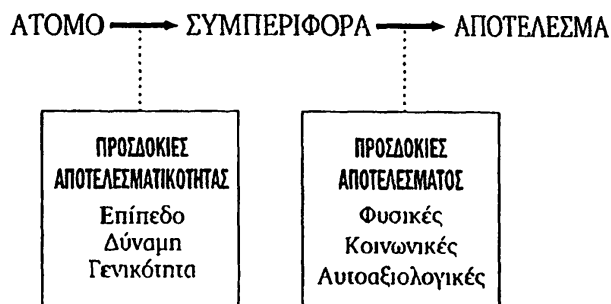 ΑΤΟΜΟ ΣΥΜΠΕΡΙΦΟΡΑ ΑΠΟΤΕΛΕΣΜΑ
ΠΡΟΣΔΟΚΙΕΣ
ΑΠΟΤΕΛΕΣΜΑΤΙΚΟΤΗΤΑΣ
Επίπεδο
Δύναμη
Γενικότητα
ΠΡΟΣΔΟΚΙΕΣ
ΑΠΟΤΕΛΕΣΜΑΤΟΣ
Φυσικές
Κοινωνικές
Αυτοαξιολογικές